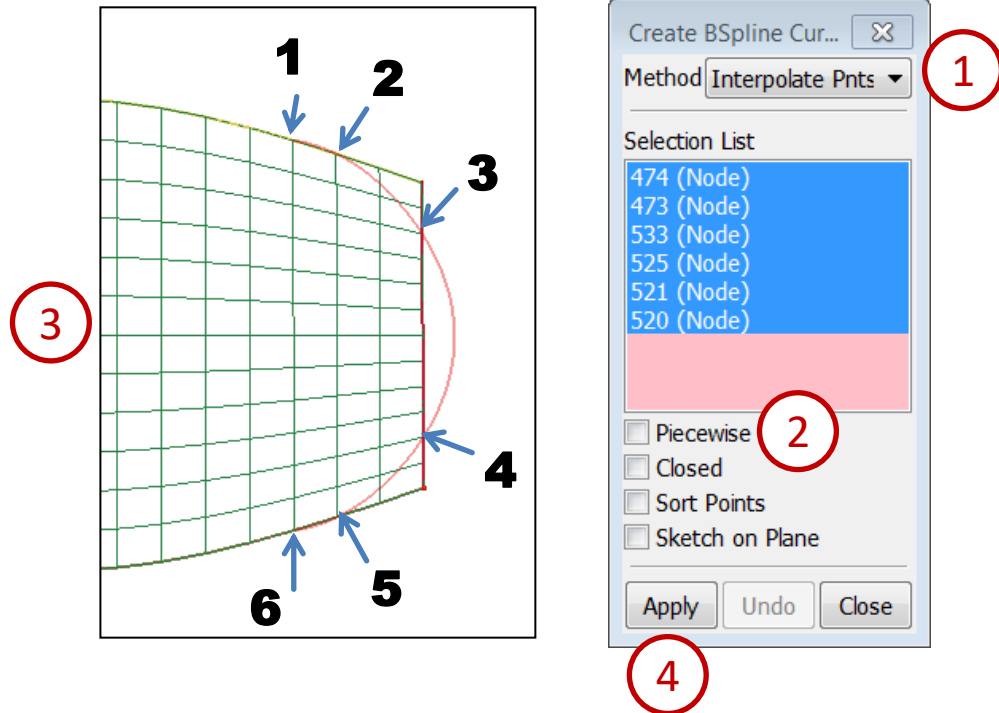 1
2
3
4
5
6
3
Create BSpline Cur...
Method Interpolate Pnts
1
Selection List
474 (Node)
473 (Node)
533 (Node)
525 (Node)
521 (Node)
520 (Node)
Piecewise
2
Closed
Sort Points
Sketch on Plane
Apply Undo Close
4